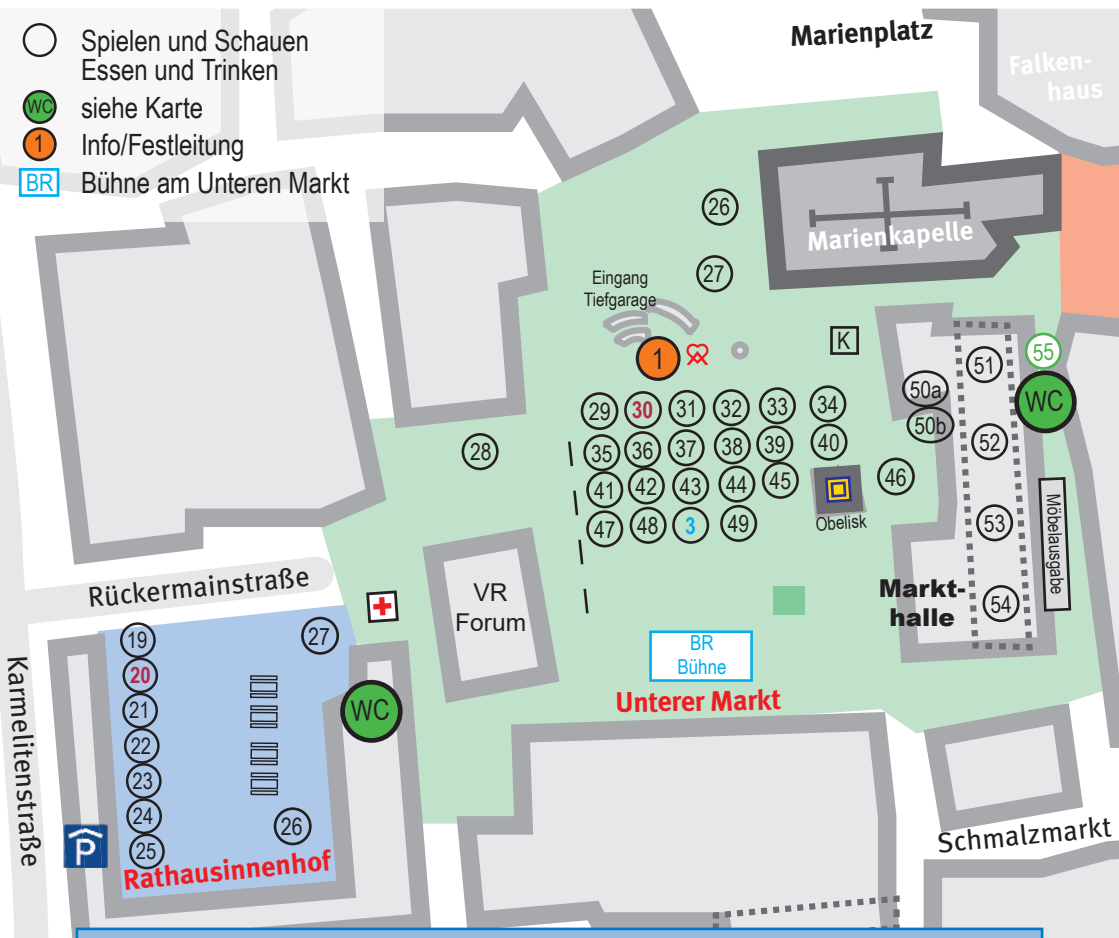 Spielen und Schauen
Essen und Trinken
WC siehe Karte
1 Info/Festleitung
BR Bühne am Unteren Markt
Marienplatz
Falken-
haus
Marienkapelle
26
27
Eingang
Tiefgarage
1
K
55
WC
51
50a
50b
52
53
54
29 30 31 32 33 34
28
35 36 37 38 39 40
41 42 43 44 45
46
47 48 3 49
Obelisk
Möbelausgabe
Markt-
halle
VR
Forum
BR
Bühne
Unterer Markt
Rückermainstraße
Karmelitenstraße
19
20
21
22
23
24
25
27
26
WC
P
Rathausinnenhof
Schmalzmarkt